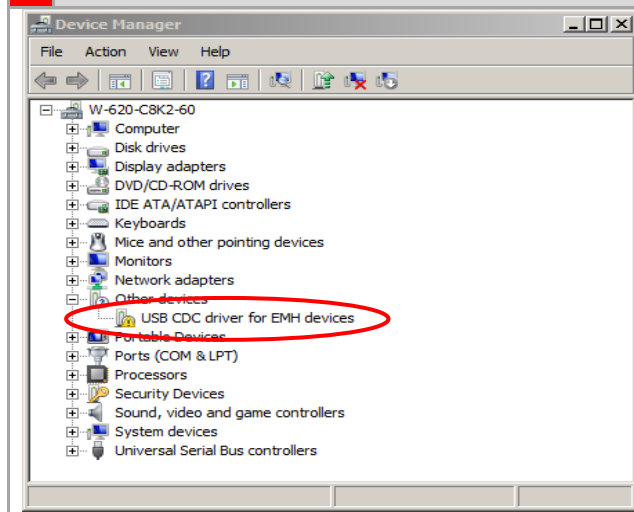 Device Manager
File Action View Help
W-620-C8K2-60
Computer
Disk drives
Display adapters
DVD/CD-ROM drives
IDE ATA/ATAPI controllers
Keyboards
Mice and other pointing devices
Monitors
Network adapters
Other devices
USB CDC driver for EMH devices
Portable Devices
Ports (COM & LPT)
Processors
Security Devices
Sound, video and game controllers
System devices
Universal Serial Bus controllers